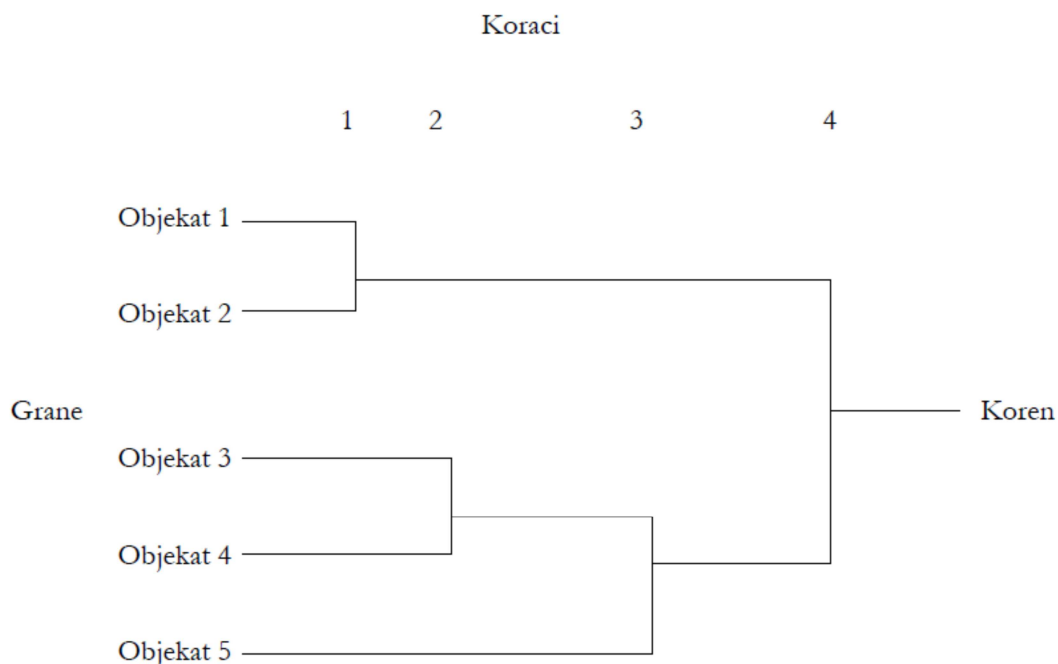 Koraci
1 2 3 4
Objekat 1
Objekat 2
Grane
Koren
Objekat 3
Objekat 4
Objekat 5